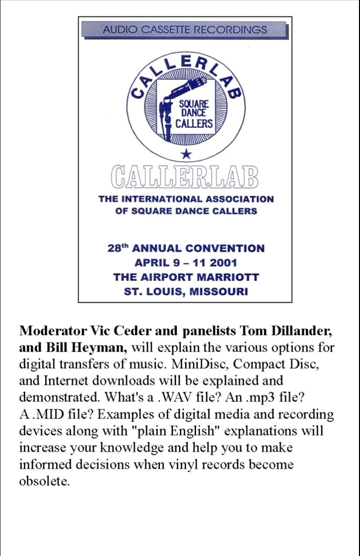 AUDIO CASSETTE RECORDINGS
CALLERLAB
SQUARE
DANCE
CALLERS
CALLERLAB
THE INTERNATIONAL ASSOCIATION
OF SQUARE DANCE CALLERS
28th ANNUAL CONVENTION
APRIL 9 – 11 2001
THE AIRPORT MARRIOTT
ST. LOUIS, MISSOURI
Moderator Vic Ceder and panelists Tom Dillander,
and Bill Heyman, will explain the various options for
digital transfers of music. MiniDisc, Compact Disc,
and Internet downloads will be explained and
demonstrated. What's a .WAV file? An .mp3 file?
A .MID file? Examples of digital media and recording
devices along with "plain English" explanations will
increase your knowledge and help you to make
informed decisions when vinyl records become
obsolete.